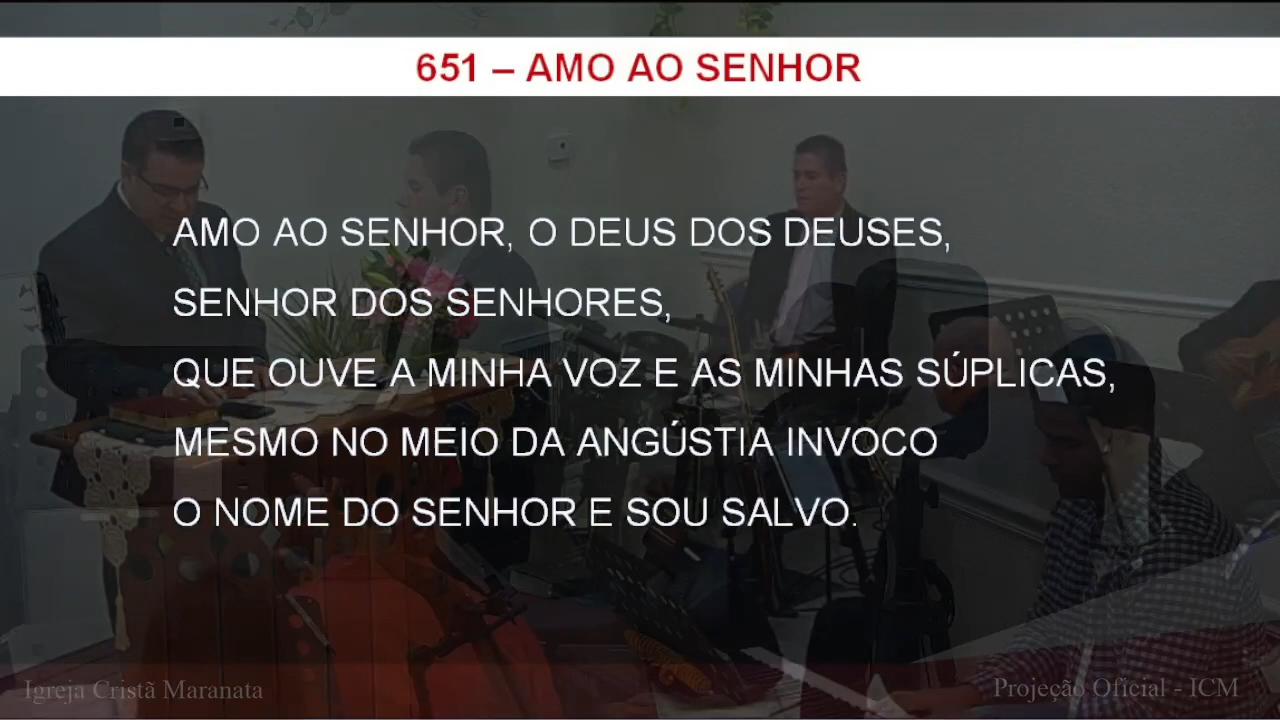 651 – AMO AO SENHOR
AMO AO SENHOR, O DEUS DOS DEUSES,
SENHOR DOS SENHORES,
QUE OUVE A MINHA VOZ E AS MINHAS SÚPLICAS,
MESMO NO MEIO DA ANGÚSTIA INVOCO
O NOME DO SENHOR E SOU SALVO.
Igreja Cristã Maranata
Projeção Oficial - ICM